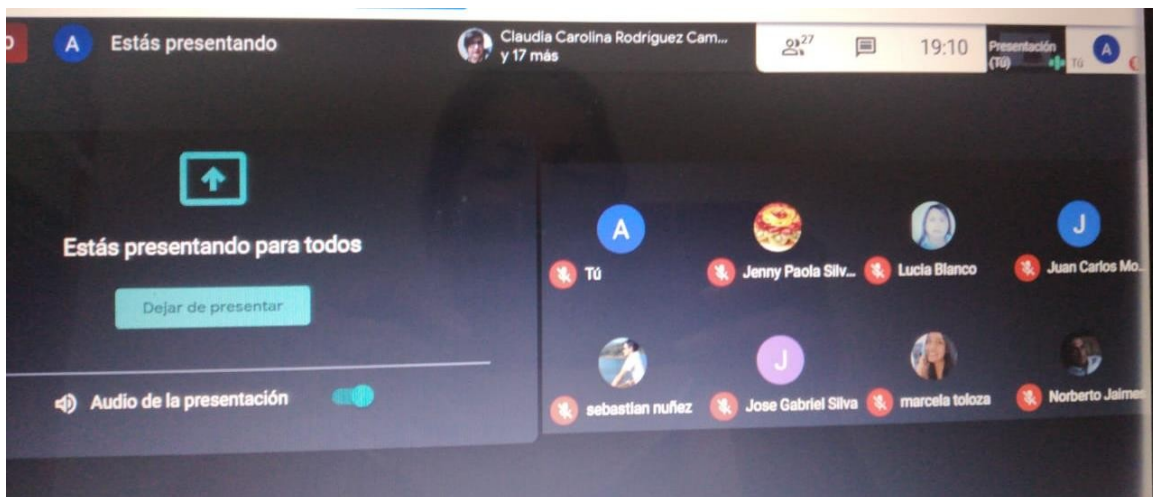 A Estás presentando
Claudia Carolina Rodríguez Cam...
y 17 más
27
19:10
Presentación
(Tú)
Tú
A
Estás presentando para todos
Dejar de presentar
Audio de la presentación
A
Tú
Jenny Paola Silv...
Lucia Blanco
J
Juan Carlos Mo...
sebastian nuñez
J
Jose Gabriel Silva
marcela toloza
Norberto Jaimes